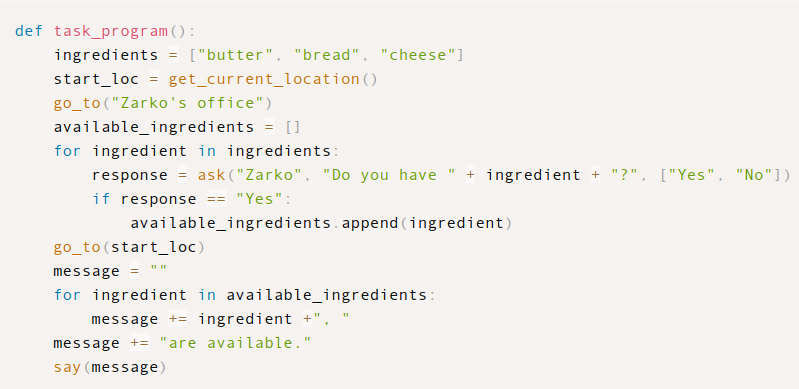 def task_program():
    ingredients = ["butter", "bread", "cheese"]
    start_loc = get_current_location()
    go_to("Zarko's office")
    available_ingredients = []
    for ingredient in ingredients:
        response = ask("Zarko", "Do you have " + ingredient + "?", ["Yes", "No"])
        if response == "Yes":
            available_ingredients.append(ingredient)
    go_to(start_loc)
    message = ""
    for ingredient in available_ingredients:
        message += ingredient +", "
    message += "are available."
    say(message)